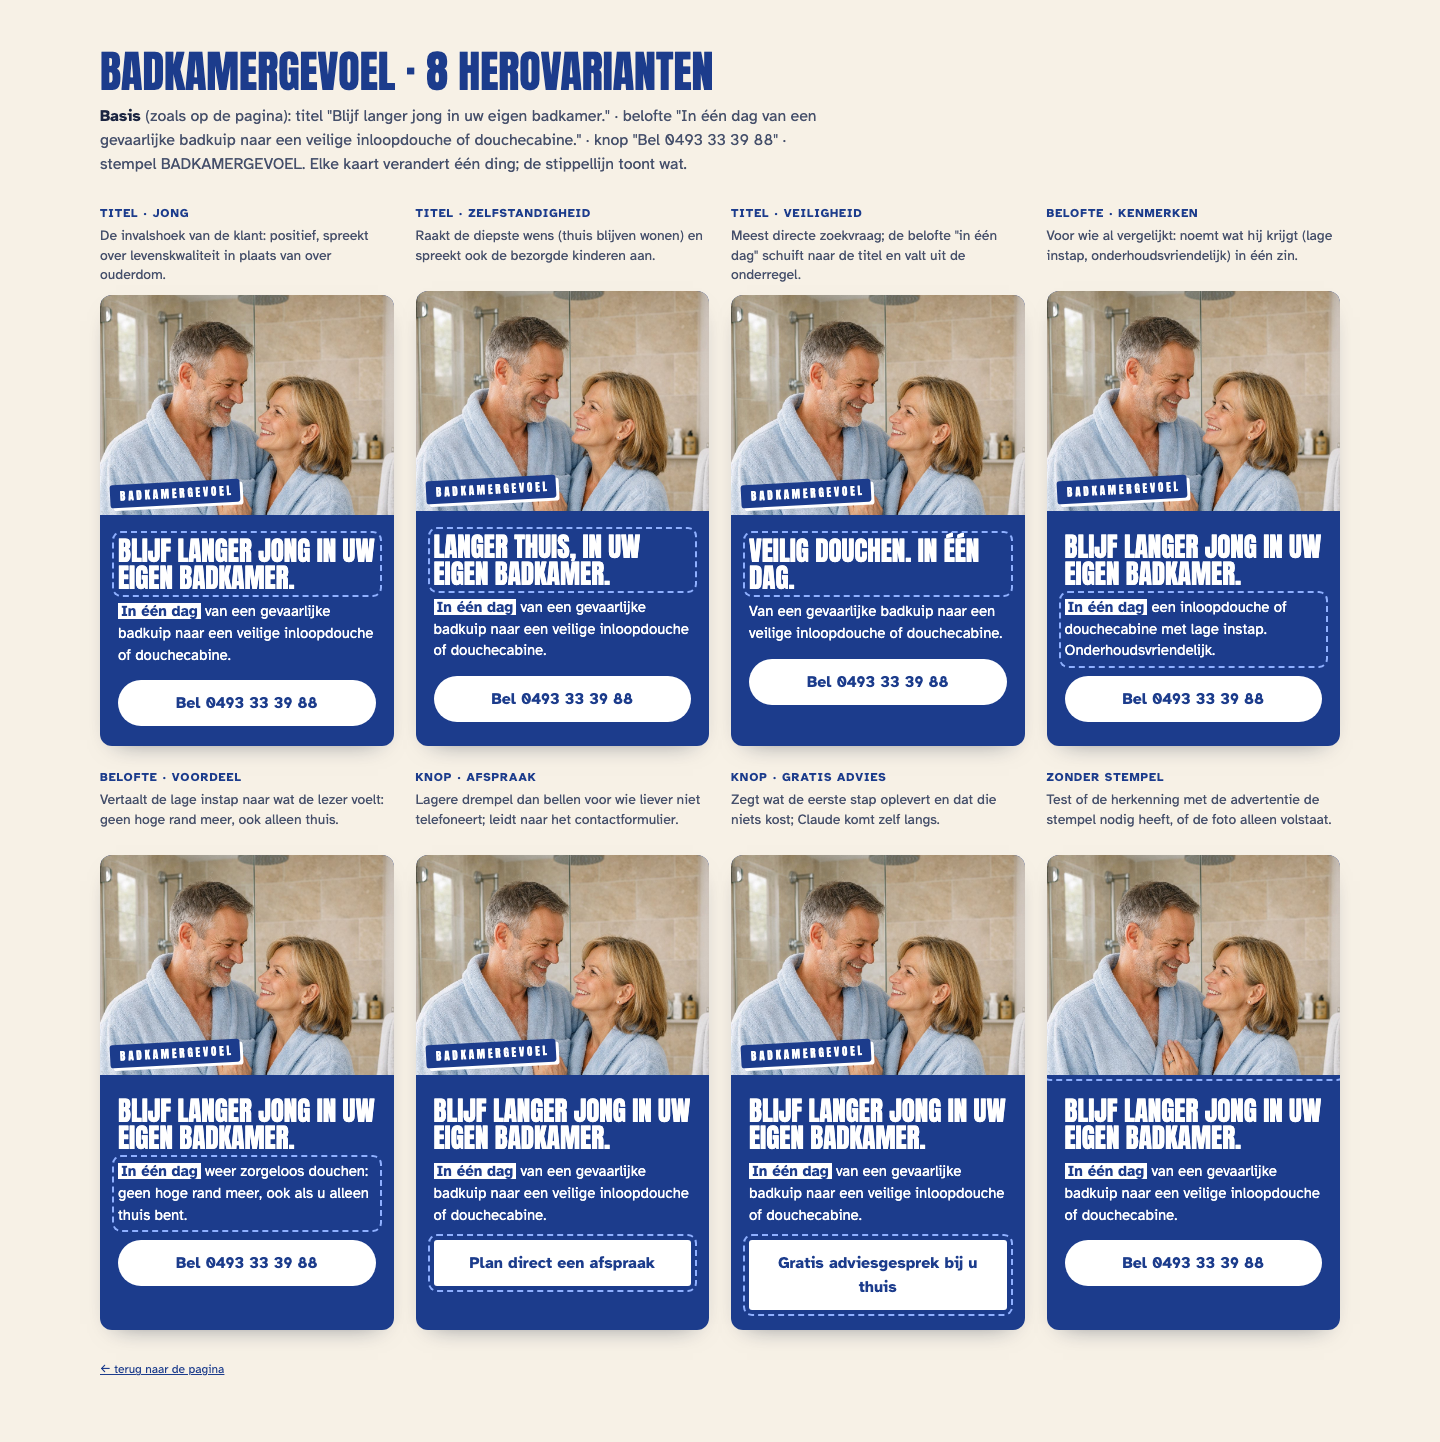 BADKAMERGEVOEL · 8 HEROVARIANTEN
Basis (zoals op de pagina): titel "Blijf langer jong in uw eigen badkamer." · belofte "In één dag van een
gevaarlijke badkuip naar een veilige inloopdouche of douchecabine." · knop "Bel 0493 33 39 88" ·
stempel BADKAMERGEVOEL. Elke kaart verandert één ding; de stippellijn toont wat.
TITEL · JONG
De invalshoek van de klant: positief, spreekt
over levenskwaliteit in plaats van over
ouderdom.
BADKAMERGEVOEL
BLIJF LANGER JONG IN UW
EIGEN BADKAMER.
In één dag van een gevaarlijke
badkuip naar een veilige inloopdouche
of douchecabine.
Bel 0493 33 39 88
TITEL · ZELFSTANDIGHEID
Raakt de diepste wens (thuis blijven wonen) en
spreekt ook de bezorgde kinderen aan.
BADKAMERGEVOEL
LANGER THUIS, IN UW
EIGEN BADKAMER.
In één dag van een gevaarlijke
badkuip naar een veilige inloopdouche
of douchecabine.
Bel 0493 33 39 88
TITEL · VEILIGHEID
Meest directe zoekvraag; de belofte "in één
dag" schuift naar de titel en valt uit de
onderregel.
BADKAMERGEVOEL
VEILIG DOUCHEN. IN ÉÉN
DAG.
Van een gevaarlijke badkuip naar een
veilige inloopdouche of douchecabine.
Bel 0493 33 39 88
BELOFTE · KENMERKEN
Voor wie al vergelijkt: noemt wat hij krijgt (lage
instap, onderhoudsvriendelijk) in één zin.
BADKAMERGEVOEL
BLIJF LANGER JONG IN UW
EIGEN BADKAMER.
In één dag een inloopdouche of
douchecabine met lage instap.
Onderhoudsvriendelijk.
Bel 0493 33 39 88
BELOFTE · VOORDEEL
Vertaalt de lage instap naar wat de lezer voelt:
geen hoge rand meer, ook alleen thuis.
BADKAMERGEVOEL
BLIJF LANGER JONG IN UW
EIGEN BADKAMER.
In één dag weer zorgeloos douchen:
geen hoge rand meer, ook als u alleen
thuis bent.
Bel 0493 33 39 88
KNOP · AFSPRAAK
Lagere drempel dan bellen voor wie liever niet
telefoneert; leidt naar het contactformulier.
BADKAMERGEVOEL
BLIJF LANGER JONG IN UW
EIGEN BADKAMER.
In één dag van een gevaarlijke
badkuip naar een veilige inloopdouche
of douchecabine.
Plan direct een afspraak
KNOP · GRATIS ADVIES
Zegt wat de eerste stap oplevert en dat die
niets kost; Claude komt zelf langs.
BADKAMERGEVOEL
BLIJF LANGER JONG IN UW
EIGEN BADKAMER.
In één dag van een gevaarlijke
badkuip naar een veilige inloopdouche
of douchecabine.
Gratis adviesgesprek bij u
thuis
ZONDER STEMPEL
Test of de herkenning met de advertentie de
stempel nodig heeft, of de foto alleen volstaat.
BLIJF LANGER JONG IN UW
EIGEN BADKAMER.
In één dag van een gevaarlijke
badkuip naar een veilige inloopdouche
of douchecabine.
Bel 0493 33 39 88
← terug naar de pagina